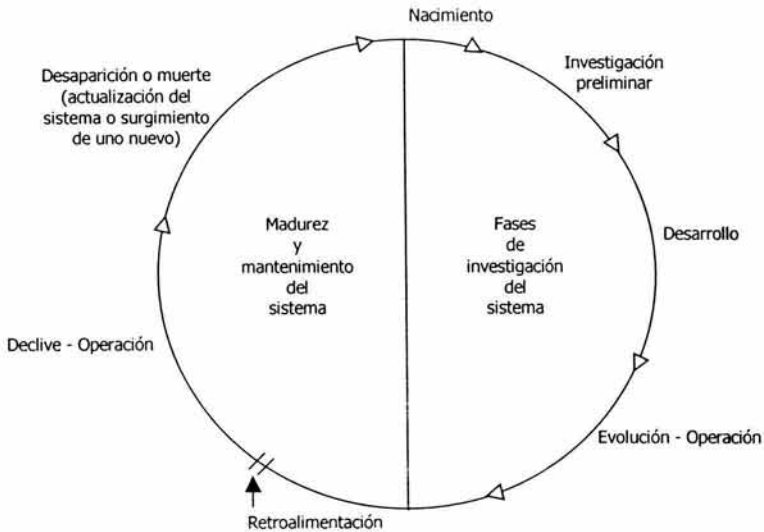 Nacimiento
Investigación
preliminar
Desarrollo
Evolución - Operación
Retroalimentación
Declive - Operación
Desaparición o muerte
(actualización del
sistema o surgimiento
de uno nuevo)
Madurez
y
mantenimiento
del
sistema
Fases
de
investigación
del
sistema